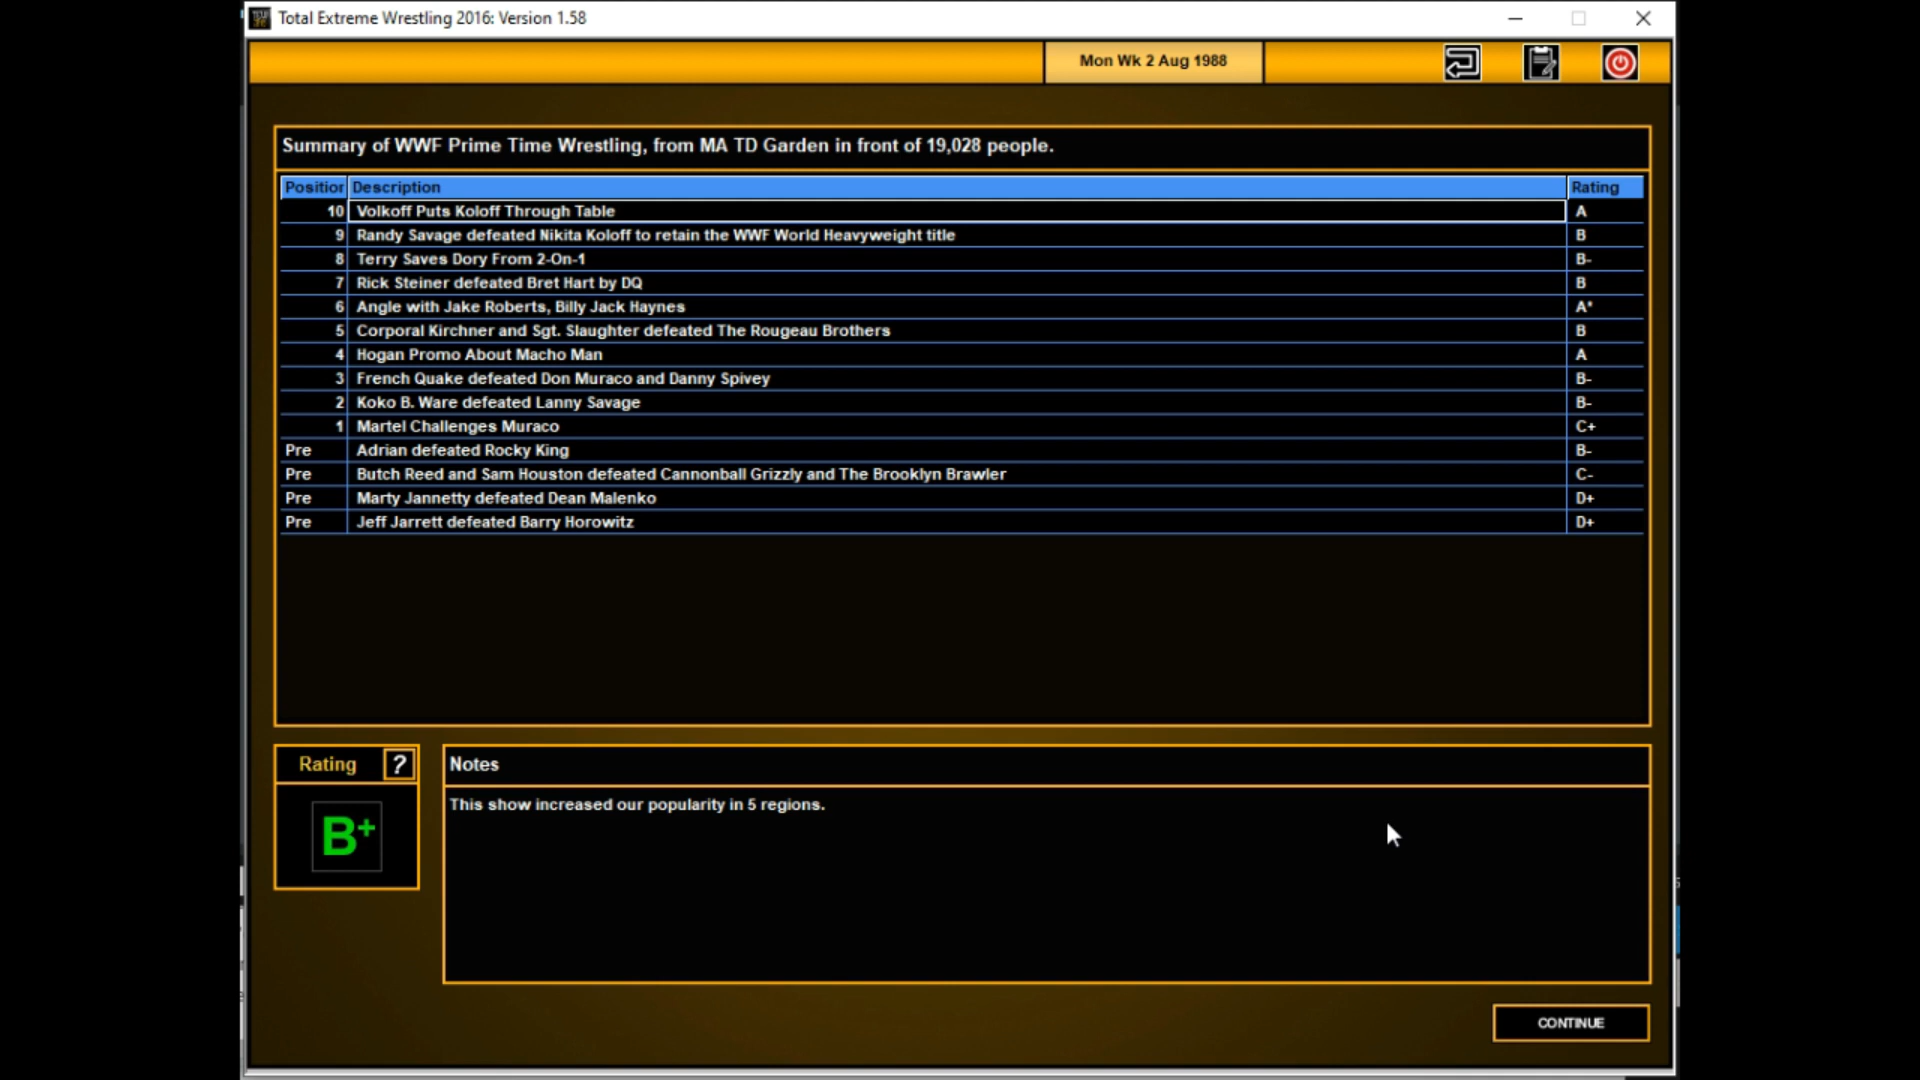 Total Extreme Wrestling 2016: Version 1.58
Mon Wk 2 Aug 1988
Summary of WWF Prime Time Wrestling, from MA TD Garden in front of 19,028 people.
Position Description Rating
10 Volkoff Puts Koloff Through Table A
9 Randy Savage defeated Nikita Koloff to retain the WWF World Heavyweight title B
8 Terry Saves Dory From 2-On-1 B-
7 Rick Steiner defeated Bret Hart by DQ B
6 Angle with Jake Roberts, Billy Jack Haynes A*
5 Corporal Kirchner and Sgt. Slaughter defeated The Rougeau Brothers B
4 Hogan Promo About Macho Man A
3 French Quake defeated Don Muraco and Danny Spivey B-
2 Koko B. Ware defeated Lanny Savage B-
1 Martel Challenges Muraco C+
Pre Adrian defeated Rocky King B-
Pre Butch Reed and Sam Houston defeated Cannonball Grizzly and The Brooklyn Brawler C-
Pre Marty Jannetty defeated Dean Malenko D+
Pre Jeff Jarrett defeated Barry Horowitz D+
Rating ? Notes
B+ This show increased our popularity in 5 regions.
CONTINUE